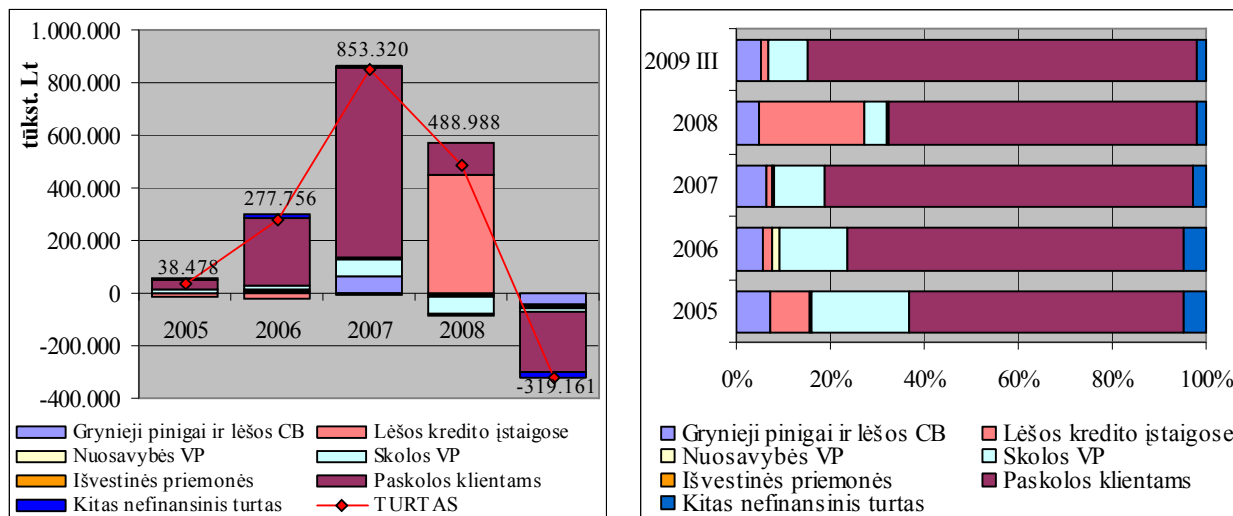 tūkst. Lt
1.000.000
800.000
600.000
400.000
200.000
0
-200.000
-400.000
853.320
488.988
277.756
38.478
-319.161
2005 2006 2007 2008
Grynieji pinigai ir lėšos CB Lėšos kredito įstaigose
Nuosavybės VP Skolos VP
Išvestinės priemonės Paskolos klientams
Kitas nefinansinis turtas TURTAS
2009 III
2008
2007
2006
2005
0% 20% 40% 60% 80% 100%
Grynieji pinigai ir lėšos CB Lėšos kredito įstaigose
Nuosavybės VP Skolos VP
Išvestinės priemonės Paskolos klientams
Kitas nefinansinis turtas